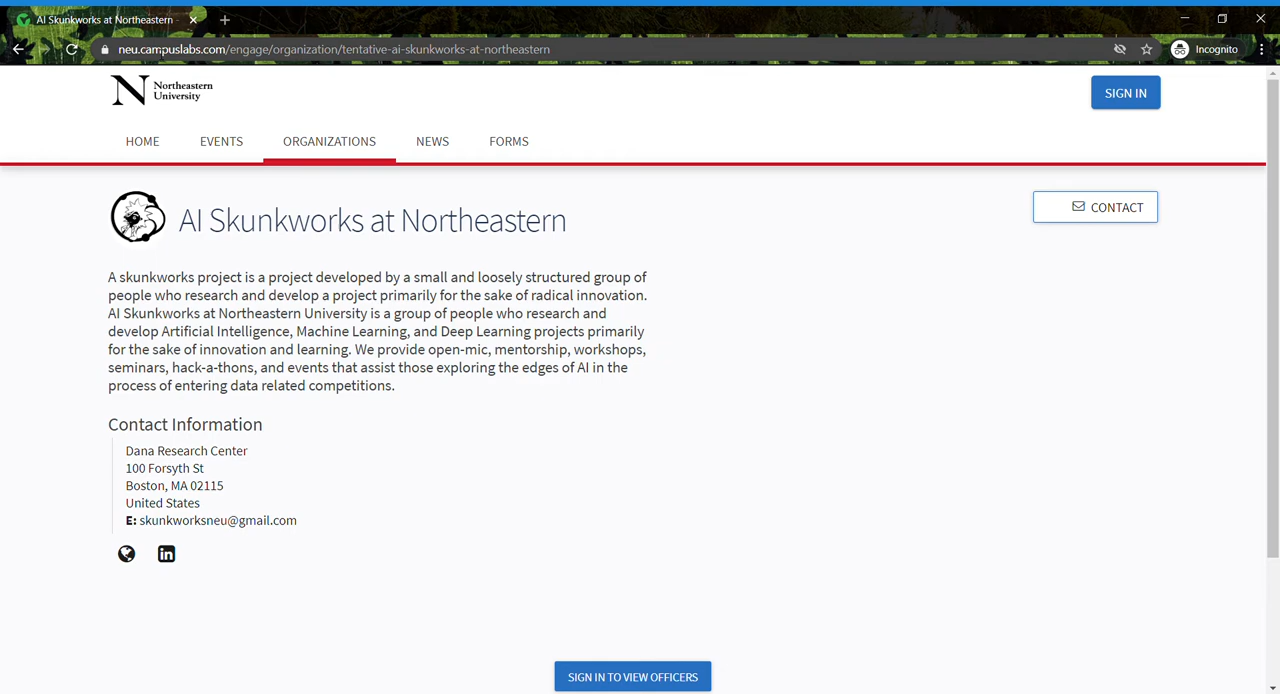 AI Skunkworks at Northeastern -
neu.campuslabs.com/engage/organization/tentative-ai-skunkworks-at-northeastern
Incognito
Northeastern
University
SIGN IN
HOME EVENTS ORGANIZATIONS NEWS FORMS
AI Skunkworks at Northeastern
CONTACT
A skunkworks project is a project developed by a small and loosely structured group of
people who research and develop a project primarily for the sake of radical innovation.
AI Skunkworks at Northeastern University is a group of people who research and
develop Artificial Intelligence, Machine Learning, and Deep Learning projects primarily
for the sake of innovation and learning. We provide open-mic, mentorship, workshops,
seminars, hack-a-thons, and events that assist those exploring the edges of AI in the
process of entering data related competitions.
Contact Information
Dana Research Center
100 Forsyth St
Boston, MA 02115
United States
E: skunkworksneu@gmail.com
in
SIGN IN TO VIEW OFFICERS